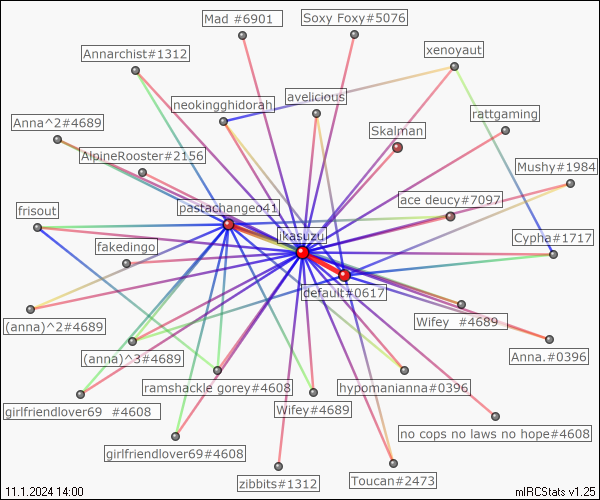 Mad #6901
Soxy Foxy#5076
Annarchist#1312
xenoyaut
neokingghidorah
avelicious
rattgaming
Anna^2#4689
Skalman
AlpineRooster#2156
Mushy#1984
ace deucy#7097
frisout
pastachangeo41
ikasuzu
Cypha#1717
fakedingo
default#0617
(anna)^2#4689
Wifey #4689
(anna)^3#4689
Anna.#0396
ramshackle gorey#4608
hypomanianna#0396
girlfriendlover69 #4608
Wifey#4689
no cops no laws no hope#4608
girlfriendlover69#4608
zibbits#1312
Toucan#2473
11.1.2024 14:00
mIRCStats v1.25